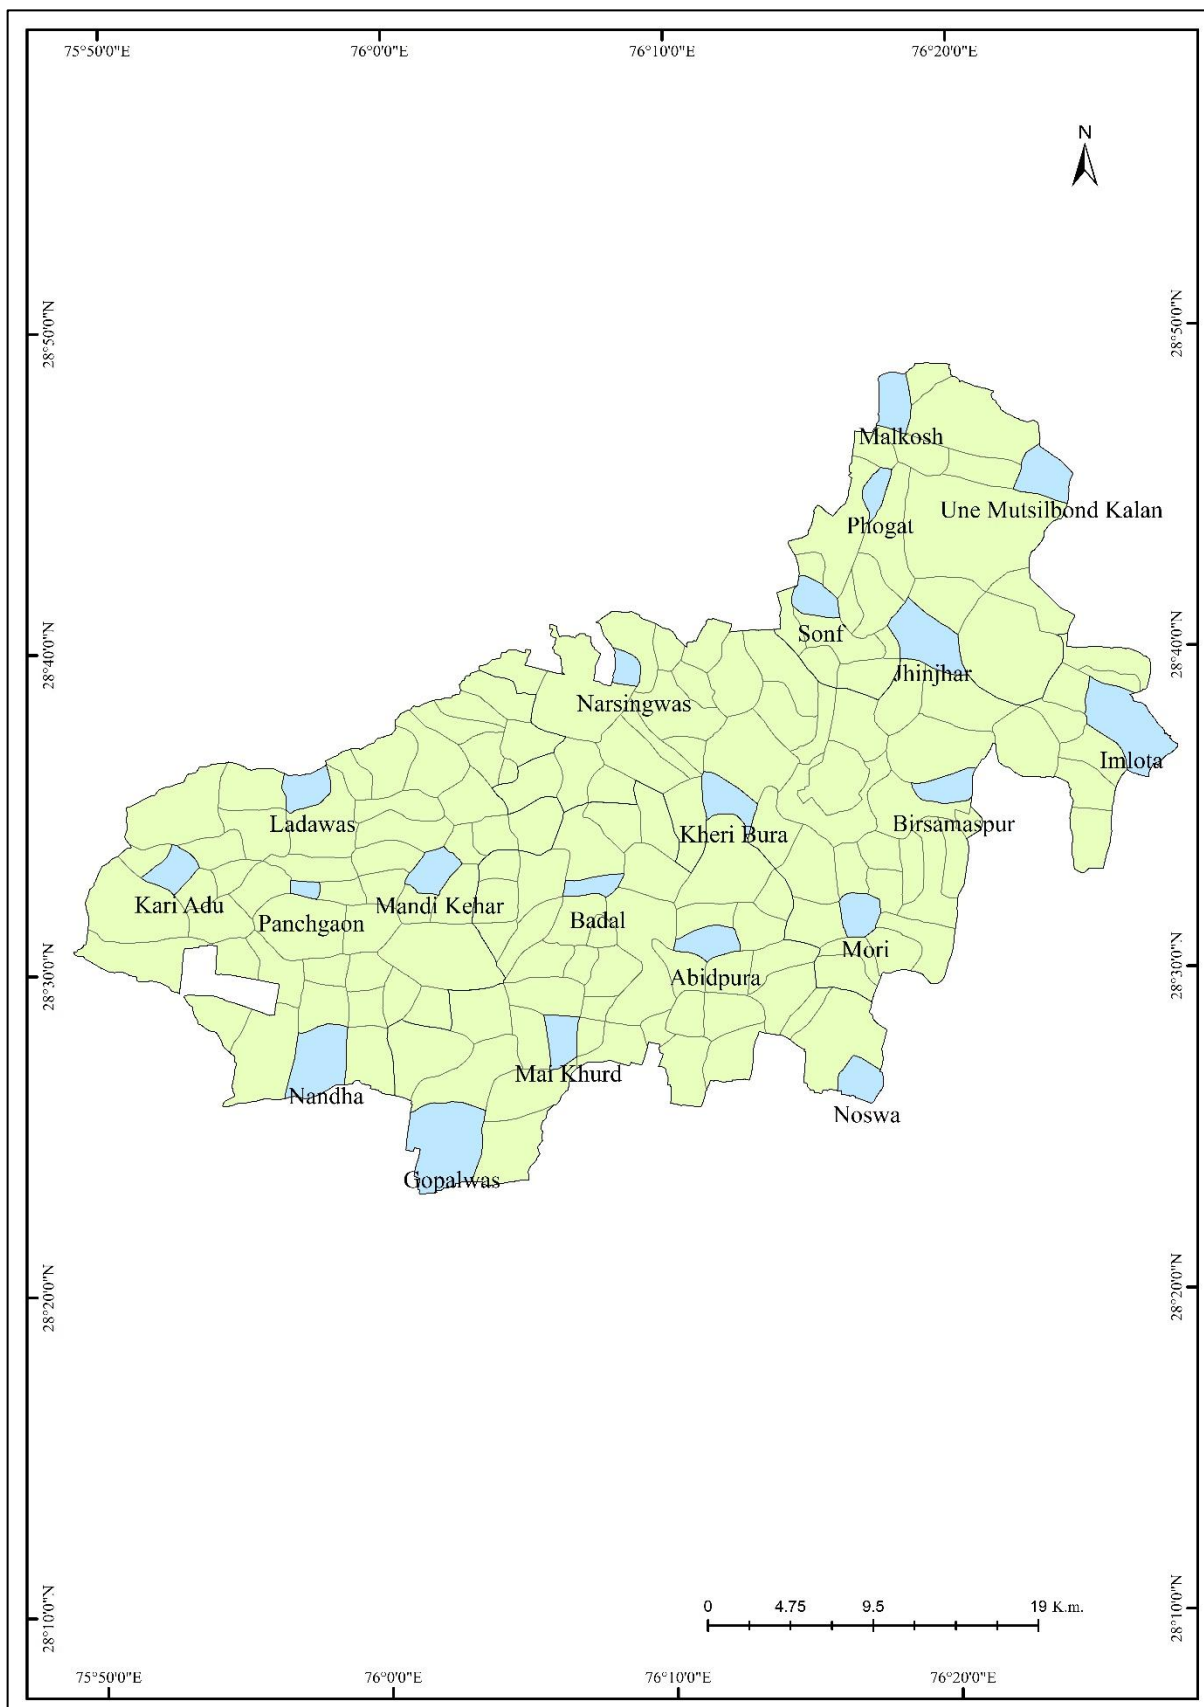 75°50'0"E 76°0'0"E 76°10'0"E 76°20'0"E
N
28°50'0"N
28°50'0"N
Malkosh
Une Mutsilbond Kalan
Phogat
Sonf
28°40'0"N
28°40'0"N
Jhinjhar
Narsingwas
Imlota
Ladawas
Kheri Bura
Birsamaspur
Kari Adu
Mandi Kehar
Panchgaon
Badal
Mori
28°30'0"N
28°30'0"N
Abidpura
Mai Khurd
Nandha
Noswa
Gopalwas
28°20'0"N
28°20'0"N
0 4.75 9.5 19 K.m.
28°10'0"N
28°10'0"N
75°50'0"E 76°0'0"E 76°10'0"E 76°20'0"E